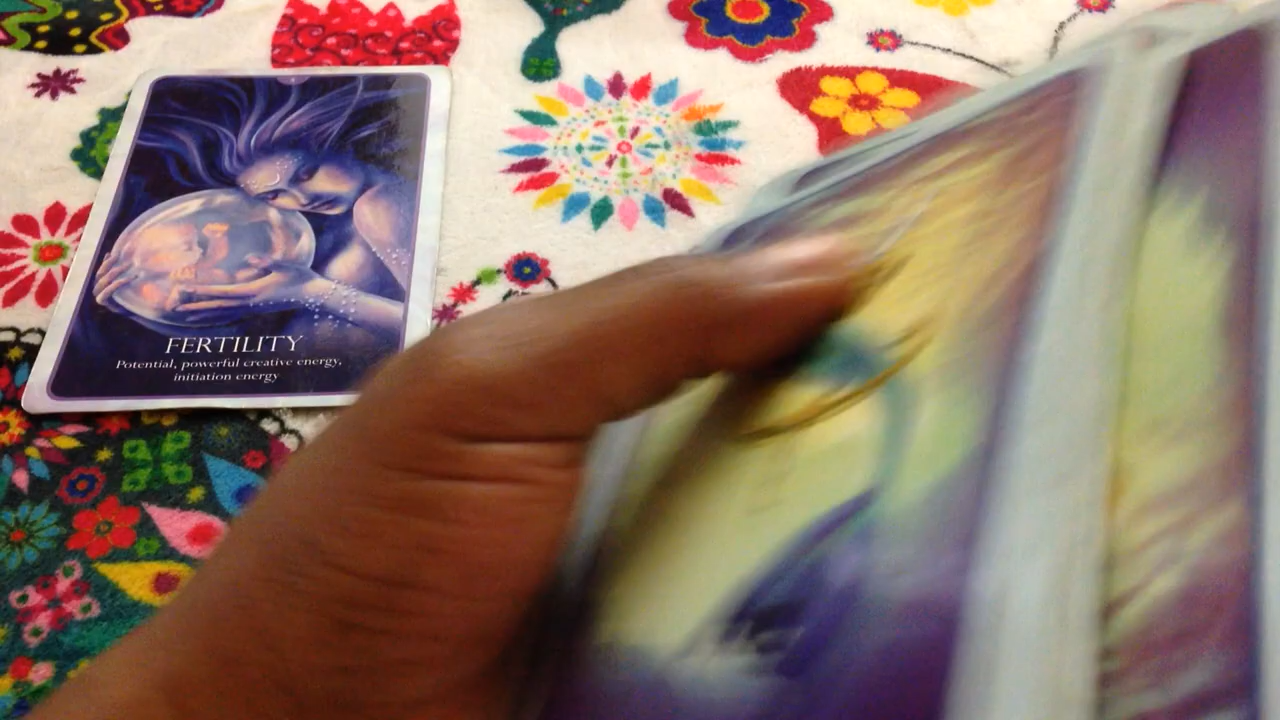 FERTILITY
Potential, powerful creative energy,
initiation energy